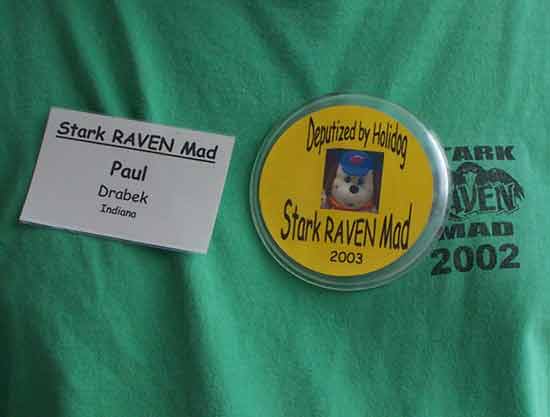 Stark RAVEN Mad
Paul
Drabek
Indiana
Deputized by Holidog
Stark RAVEN Mad
2003
STARK
RAVEN
MAD
2002